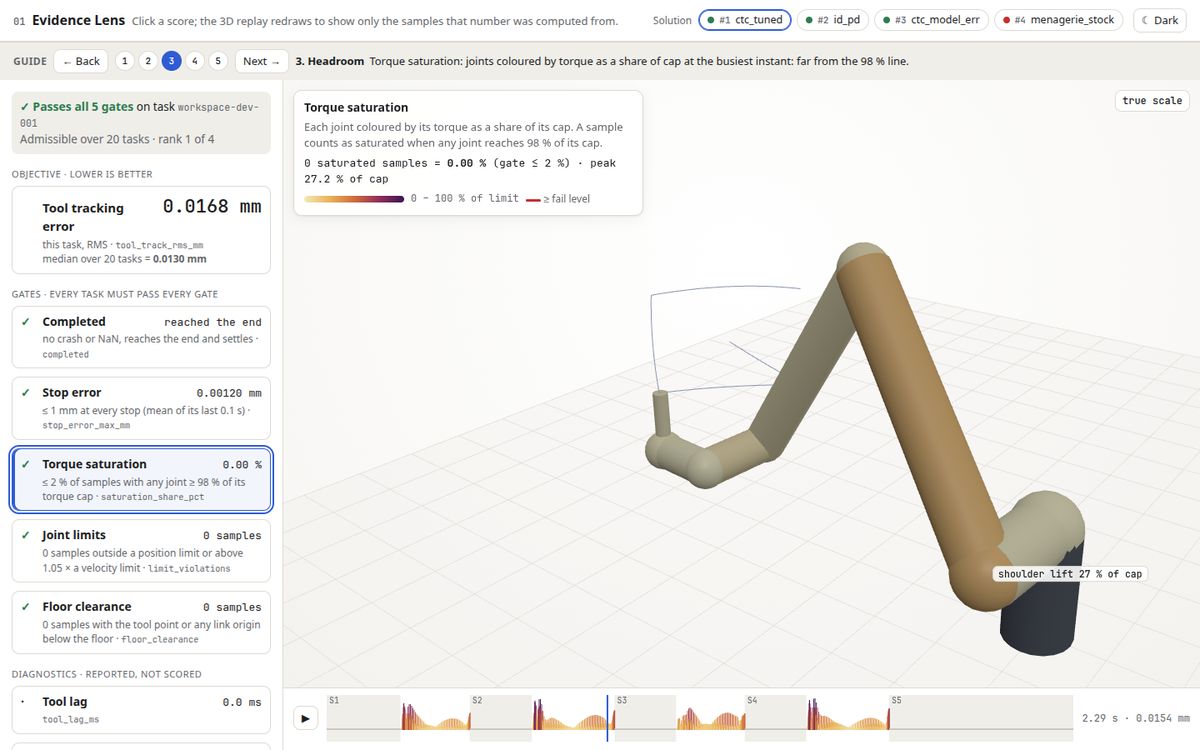 01 Evidence Lens Click a score; the 3D replay redraws to show only the samples that number was computed from. Solution #1 ctc_tuned #2 id_pd #3 ctc_model_err #4 menagerie_stock ☾ Dark
GUIDE ← Back 1 2 3 4 5 Next → 3. Headroom Torque saturation: joints coloured by torque as a share of cap at the busiest instant: far from the 98 % line.
✓ Passes all 5 gates on task workspace-dev-
001
Admissible over 20 tasks · rank 1 of 4
OBJECTIVE · LOWER IS BETTER
Tool tracking 0.0168 mm
error
this task, RMS · tool_track_rms_mm
median over 20 tasks = 0.0130 mm
GATES · EVERY TASK MUST PASS EVERY GATE
✓ Completed reached the end
no crash or NaN, reaches the end and settles ·
completed
✓ Stop error 0.00120 mm
≤ 1 mm at every stop (mean of its last 0.1 s) ·
stop_error_max_mm
✓ Torque saturation 0.00 %
≤ 2 % of samples with any joint ≥ 98 % of its
torque cap · saturation_share_pct
✓ Joint limits 0 samples
0 samples outside a position limit or above
1.05 × a velocity limit · limit_violations
✓ Floor clearance 0 samples
0 samples with the tool point or any link origin
below the floor · floor_clearance
DIAGNOSTICS · REPORTED, NOT SCORED
· Tool lag 0.0 ms
tool_lag_ms
Torque saturation
Each joint coloured by its torque as a share of its cap. A sample
counts as saturated when any joint reaches 98 % of its cap.
0 saturated samples = 0.00 % (gate ≤ 2 %) · peak
27.2 % of cap
0 – 100 % of limit ≥ fail level
true scale
shoulder lift 27 % of cap
▶ S1 S2 S3 S4 S5 2.29 s · 0.0154 mm